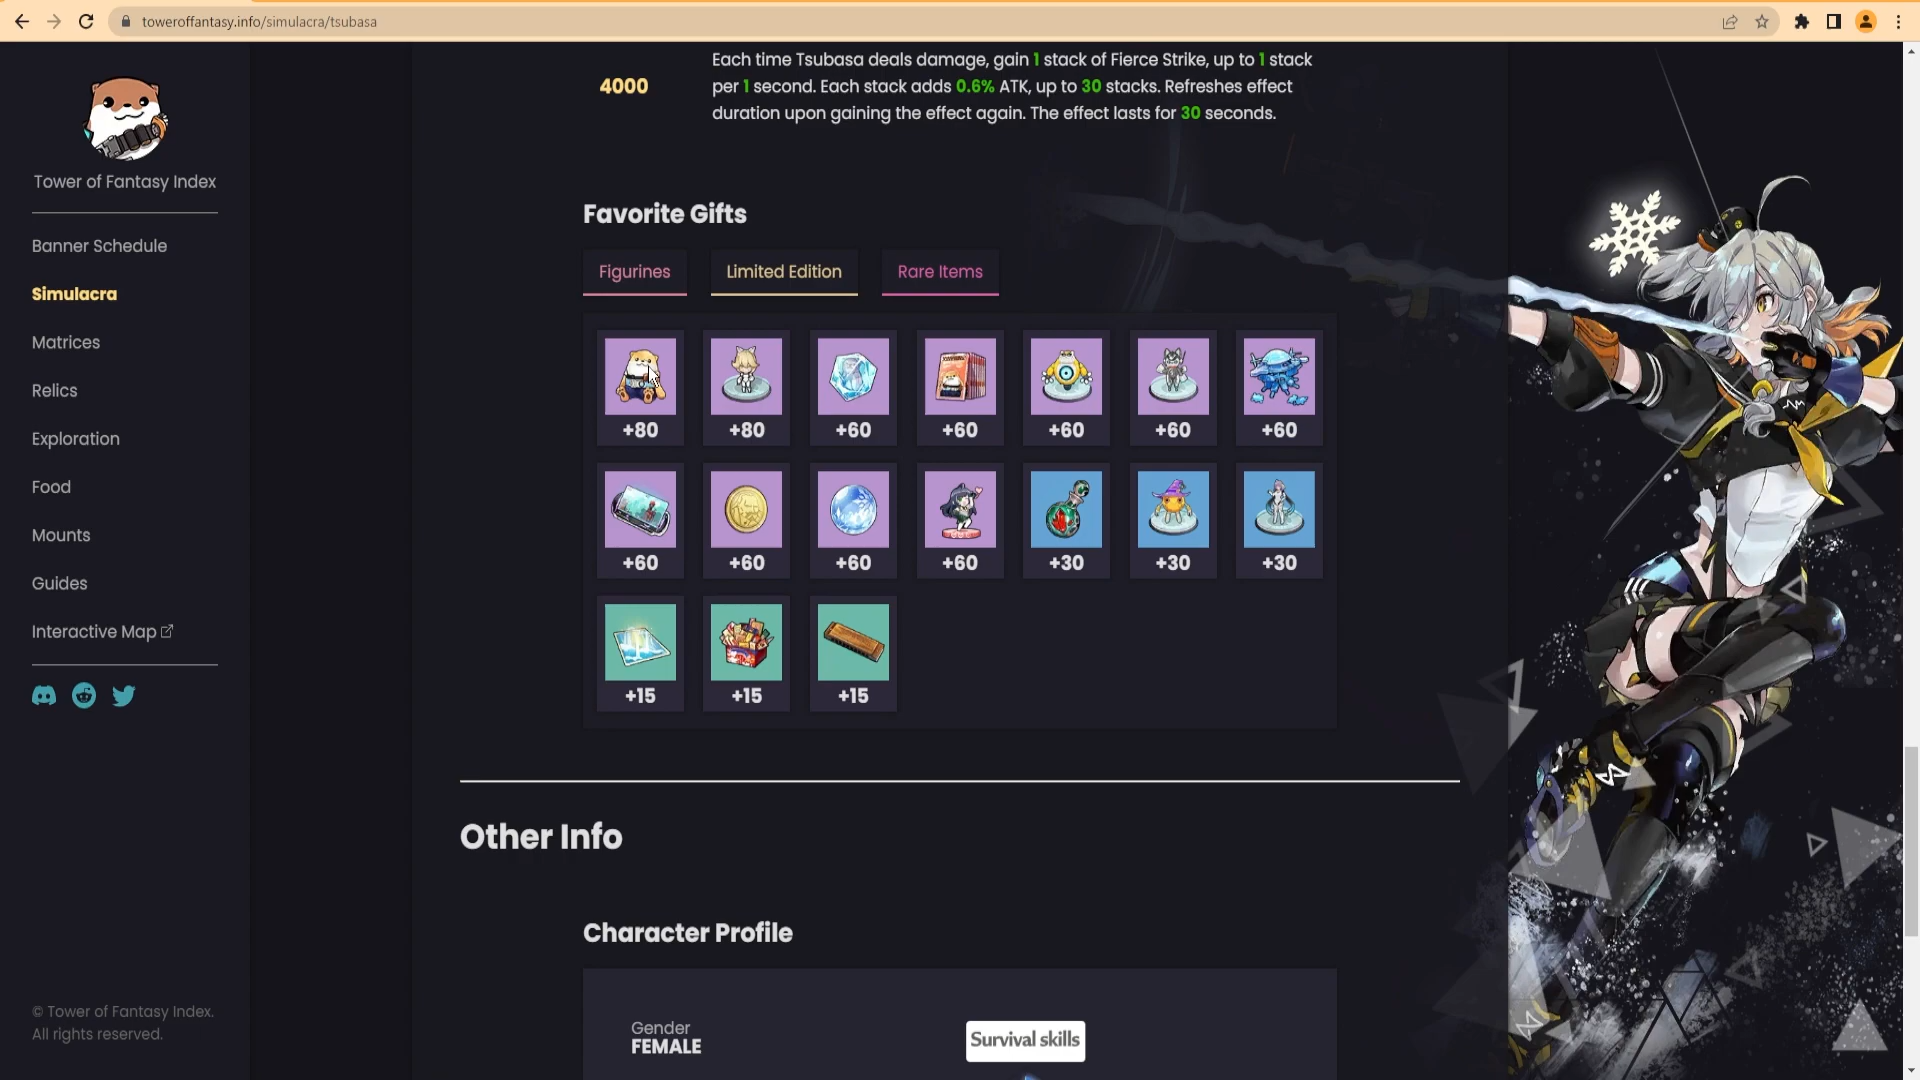 toweroffantasy.info/simulacra/tsubasa
Tower of Fantasy Index
Banner Schedule
Simulacra
Matrices
Relics
Exploration
Food
Mounts
Guides
Interactive Map
© Tower of Fantasy Index.
All rights reserved.
4000
Each time Tsubasa deals damage, gain 1 stack of Fierce Strike, up to 1 stack
per 1 second. Each stack adds 0.6% ATK, up to 30 stacks. Refreshes effect
duration upon gaining the effect again. The effect lasts for 30 seconds.
Favorite Gifts
Figurines Limited Edition Rare Items
+80 +80 +60 +60 +60 +60 +60
+60 +60 +60 +60 +30 +30 +30
+15 +15 +15
Other Info
Character Profile
Gender
FEMALE
Survival skills